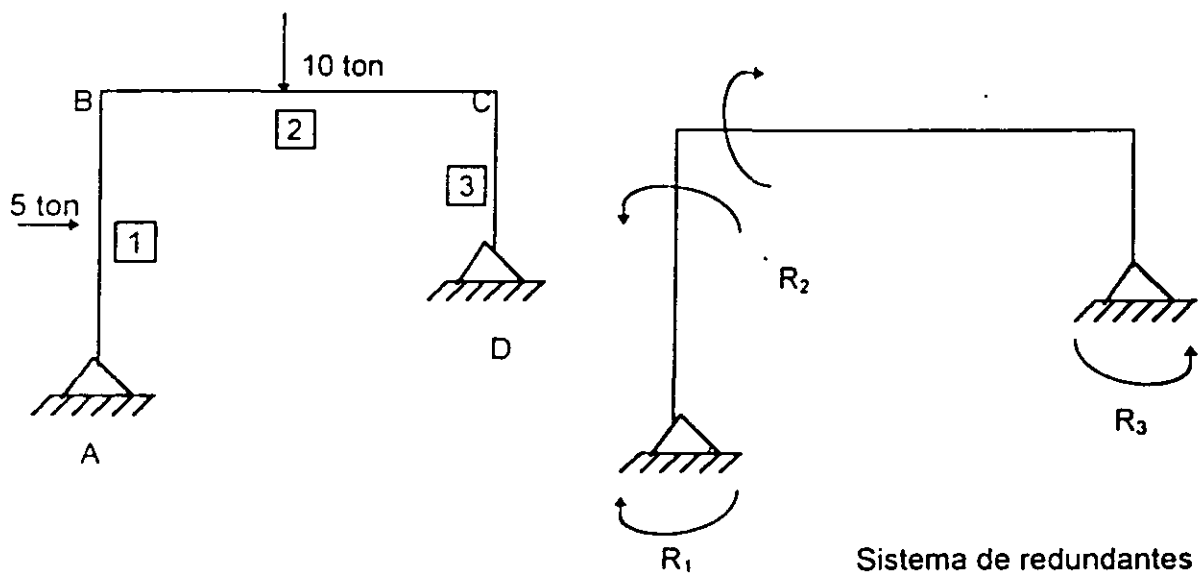 10 ton
B
C
2
3
5 ton
1
D
A
R₂
R₃
R₁
Sistema de redundantes